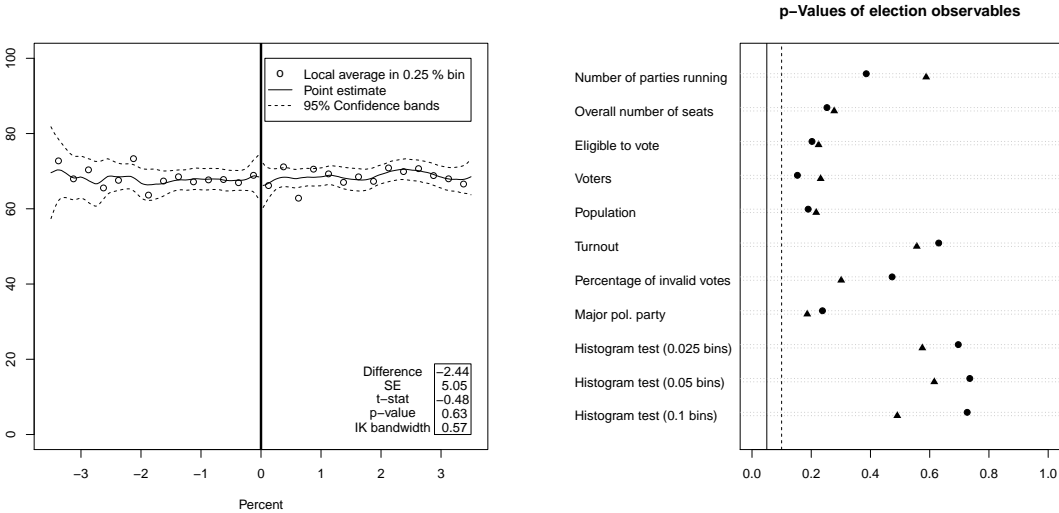 0
20
40
60
80
100
Local average in 0.25 % bin
Point estimate
95% Confidence bands
Difference −2.44
SE 5.05
t−stat −0.48
p−value 0.63
IK bandwidth 0.57
−3 −2 −1 0 1 2 3
Percent
p−Values of election observables
Number of parties running
Overall number of seats
Eligible to vote
Voters
Population
Turnout
Percentage of invalid votes
Major pol. party
Histogram test (0.025 bins)
Histogram test (0.05 bins)
Histogram test (0.1 bins)
0.0 0.2 0.4 0.6 0.8 1.0